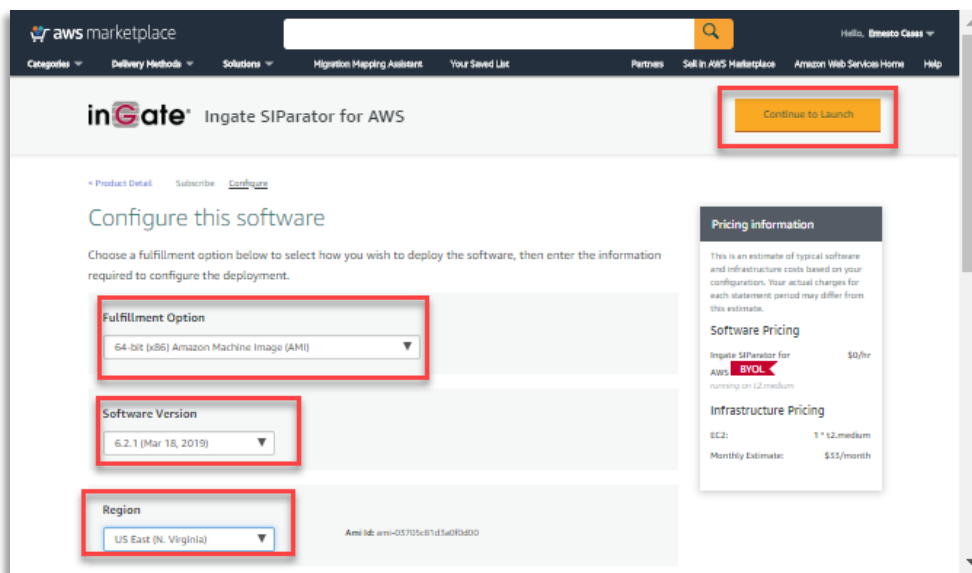 aws marketplace
Hello, Ernesto Cases
Categories Delivery Methods Solutions Migration Mapping Assistant Your Saved List Partners Sell in AWS Marketplace Amazon Web Services Home Help
inGate Ingate SIParator for AWS
Continue to Launch
< Product Detail Subscribe Configure
Configure this software
Choose a fulfillment option below to select how you wish to deploy the software, then enter the information
required to configure the deployment.
Fulfillment Option
64-bit (x86) Amazon Machine Image (AMI)
Software Version
6.2.1 (Mar 18, 2019)
Region
US East (N. Virginia)
Ami Id: ami-03705c81d3a0f0d00
Pricing information
This is an estimate of typical software
and infrastructure costs based on your
configuration. Your actual charges for
each statement period may differ from
this estimate.
Software Pricing
Ingate SIParator for $0/hr
AWS BYOL
running on t2.medium
Infrastructure Pricing
EC2: 1 * t2.medium
Monthly Estimate: $33/month